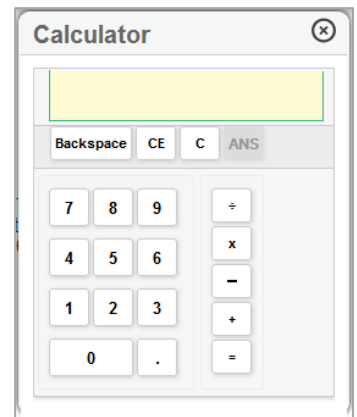 Calculator
Backspace CE C ANS
7 8 9 ÷
4 5 6 x
−
1 2 3 +
0 . =